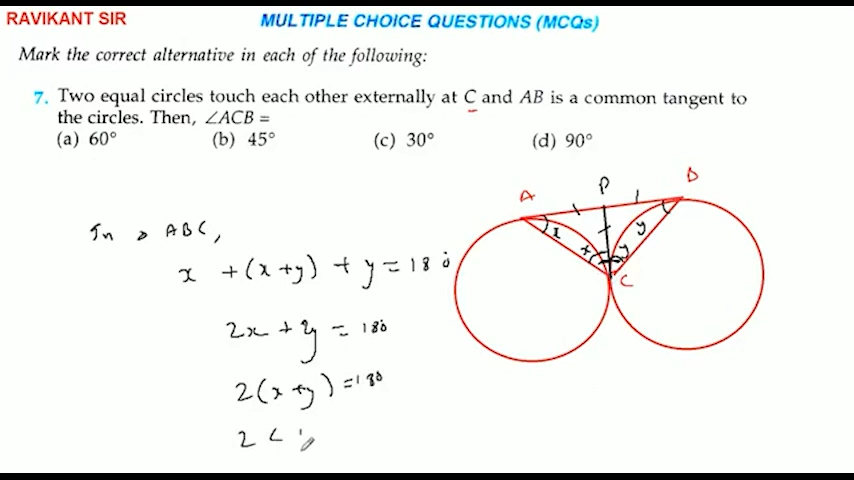 RAVIKANT SIR
MULTIPLE CHOICE QUESTIONS (MCQs)
Mark the correct alternative in each of the following:
7. Two equal circles touch each other externally at C and AB is a common tangent to
the circles. Then, ∠ACB =
(a) 60° (b) 45° (c) 30° (d) 90°
A P B
x y
x y
C
In △ ABC,
x + (x + y) + y = 180
2x + 2y = 180
2(x + y) = 180
2 <